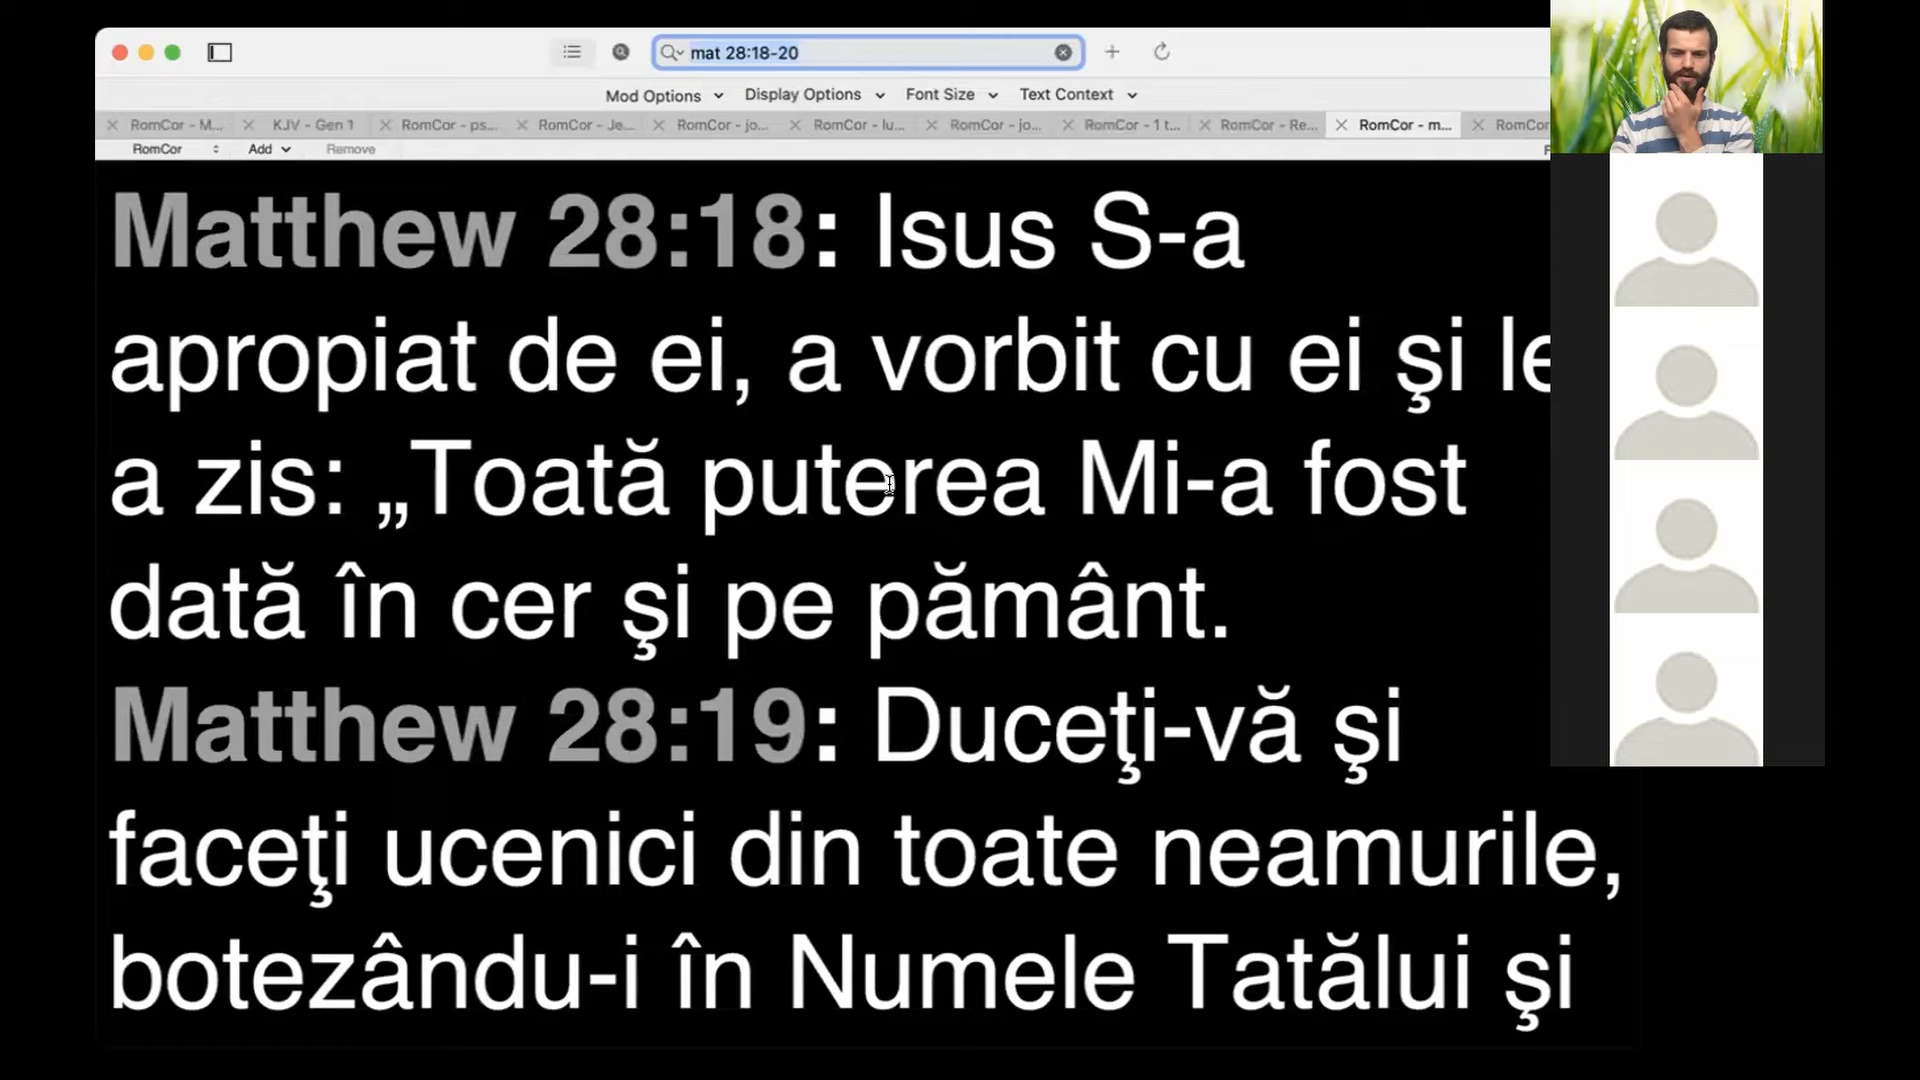 mat 28:18-20
Mod Options Display Options Font Size Text Context
RomCor - M... KJV - Gen 1 RomCor - ps... RomCor - Je... RomCor - jo... RomCor - lu... RomCor - jo... RomCor - 1 t... RomCor - Re... RomCor - m... RomCor
RomCor Add Remove
Matthew 28:18: Isus S-a
apropiat de ei, a vorbit cu ei şi le
a zis: „Toată puterea Mi-a fost
dată în cer şi pe pământ.
Matthew 28:19: Duceţi-vă şi
faceţi ucenici din toate neamurile,
botezându-i în Numele Tatălui şi